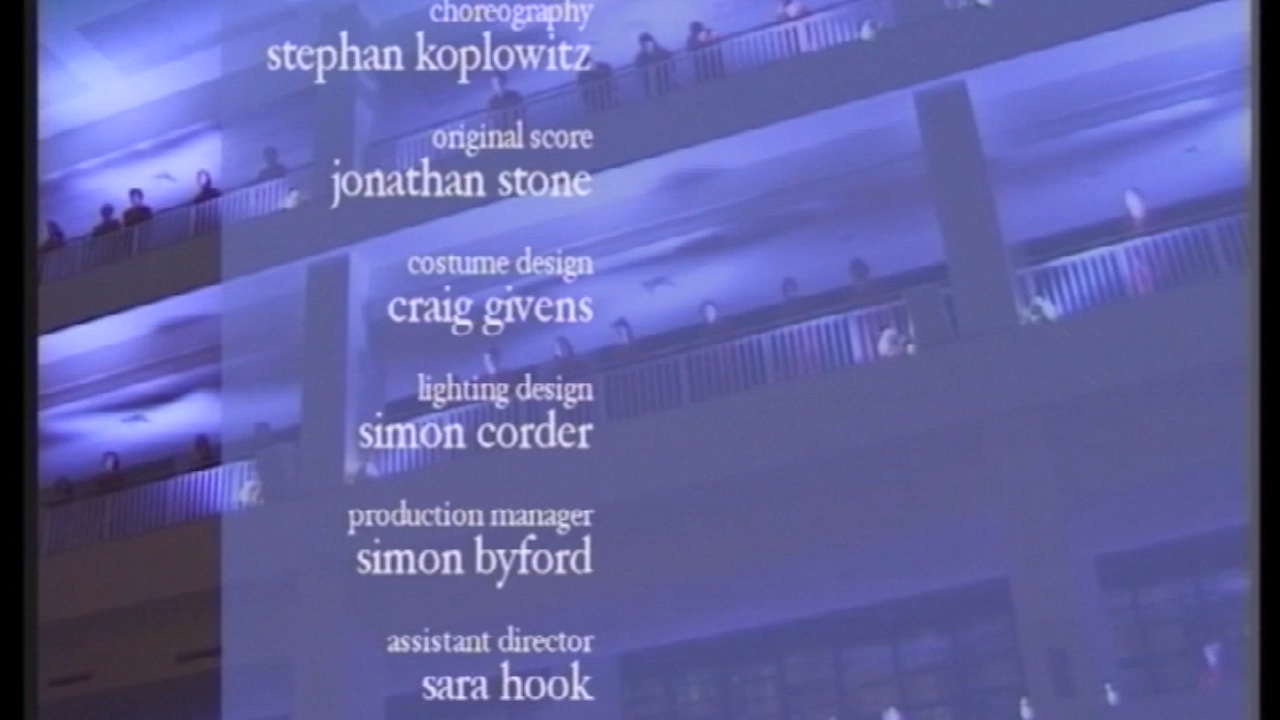 choreography
stephan koplowitz
original score
jonathan stone
costume design
craig givens
lighting design
simon corder
production manager
simon byford
assistant director
sara hook